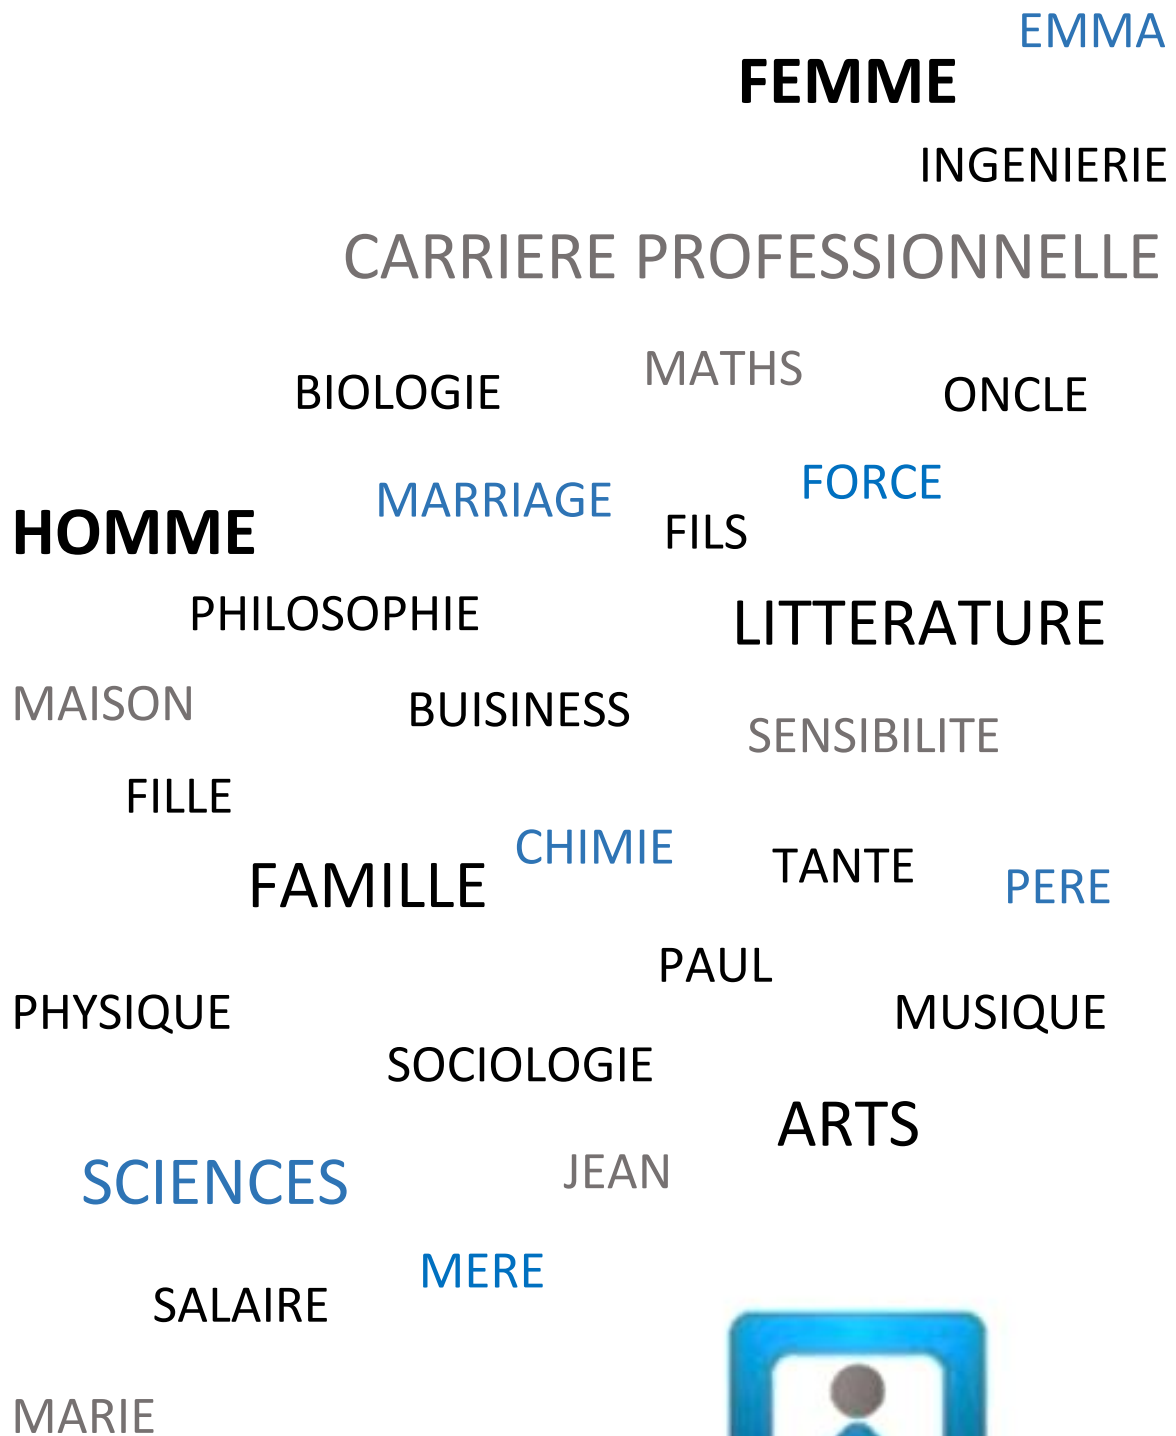 EMMA
FEMME
INGENIERIE
CARRIERE PROFESSIONNELLE
MATHS
BIOLOGIE
ONCLE
FORCE
MARRIAGE
HOMME
FILS
PHILOSOPHIE
LITTERATURE
MAISON
BUISINESS
SENSIBILITE
FILLE
CHIMIE
TANTE
FAMILLE
PERE
PAUL
PHYSIQUE
MUSIQUE
SOCIOLOGIE
ARTS
JEAN
SCIENCES
MERE
SALAIRE
MARIE